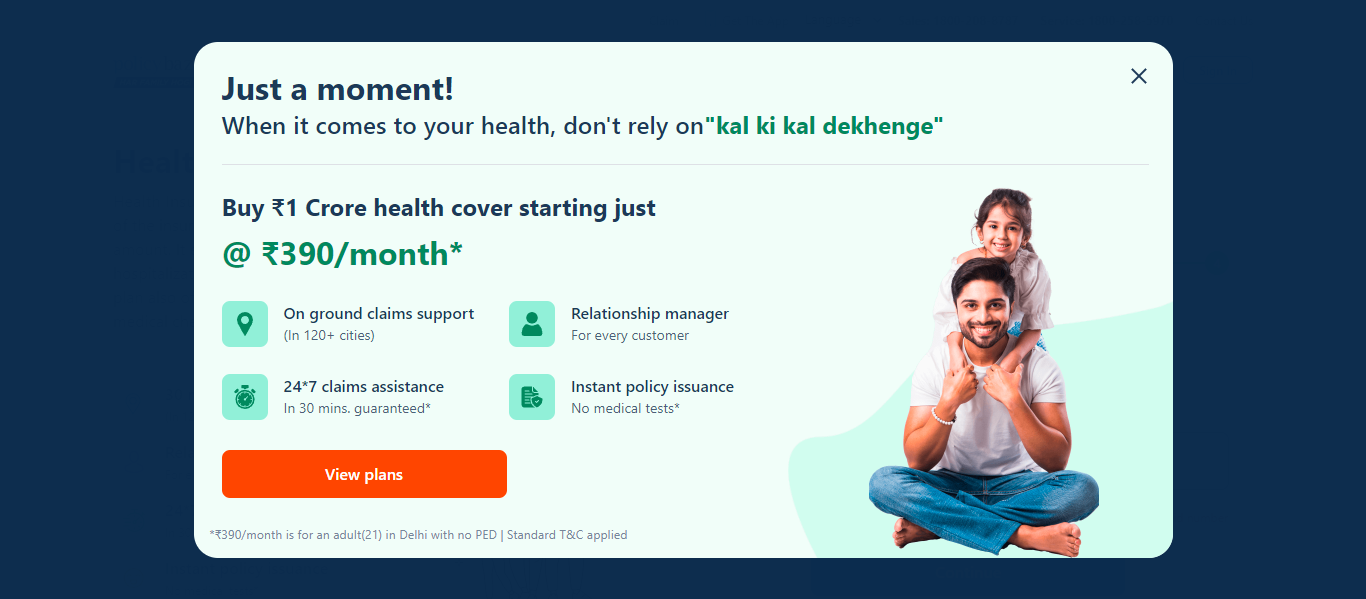 Just a moment!
When it comes to your health, don't rely on"kal ki kal dekhenge"
Buy ₹1 Crore health cover starting just
@ ₹390/month*
On ground claims support
(In 120+ cities)
Relationship manager
For every customer
24*7 claims assistance
In 30 mins. guaranteed*
Instant policy issuance
No medical tests*
View plans
*₹390/month is for an adult(21) in Delhi with no PED | Standard T&C applied